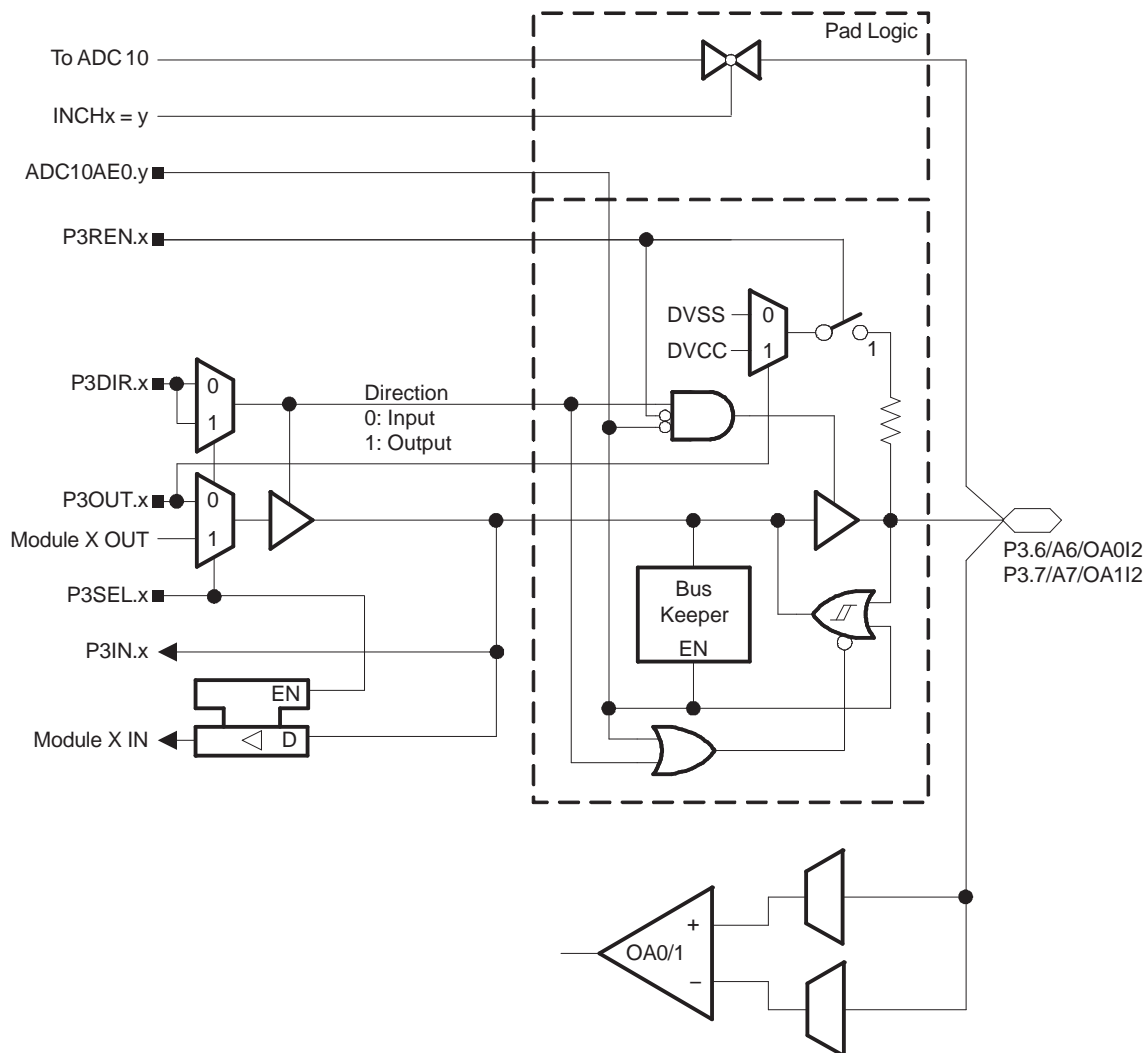 Pad Logic
To ADC 10
INCHx = y
ADC10AE0.y
P3REN.x
DVSS
0
DVCC
1
1
P3DIR.x
0
1
Direction
0: Input
1: Output
P3OUT.x
0
Module X OUT
1
P3SEL.x
Bus
Keeper
EN
P3.6/A6/OA0I2
P3.7/A7/OA1I2
P3IN.x
EN
Module X IN
D
+
OA0/1
−